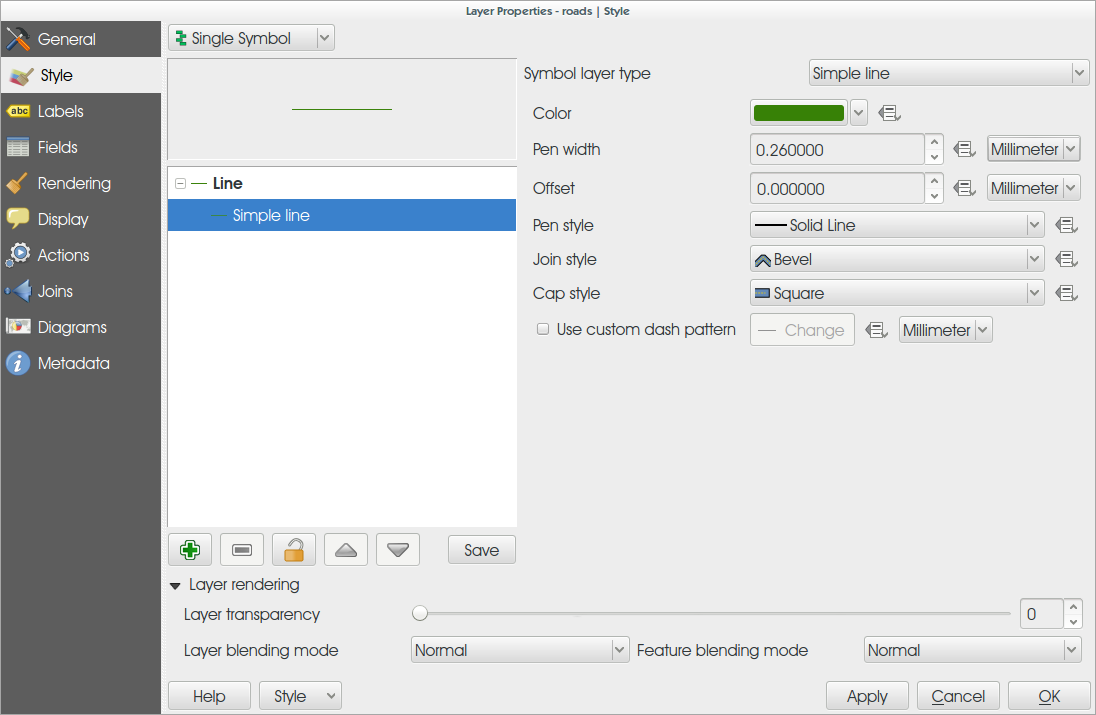 Layer Properties - roads | Style
General
Style
Labels
Fields
Rendering
Display
Actions
Joins
Diagrams
Metadata
abc
Single Symbol
Line
Simple line
Save
Symbol layer type Simple line
Color
Pen width 0.260000 Millimeter
Offset 0.000000 Millimeter
Pen style Solid Line
Join style Bevel
Cap style Square
Use custom dash pattern Change Millimeter
Layer rendering
Layer transparency 0
Layer blending mode Normal Feature blending mode Normal
Help Style Apply Cancel OK